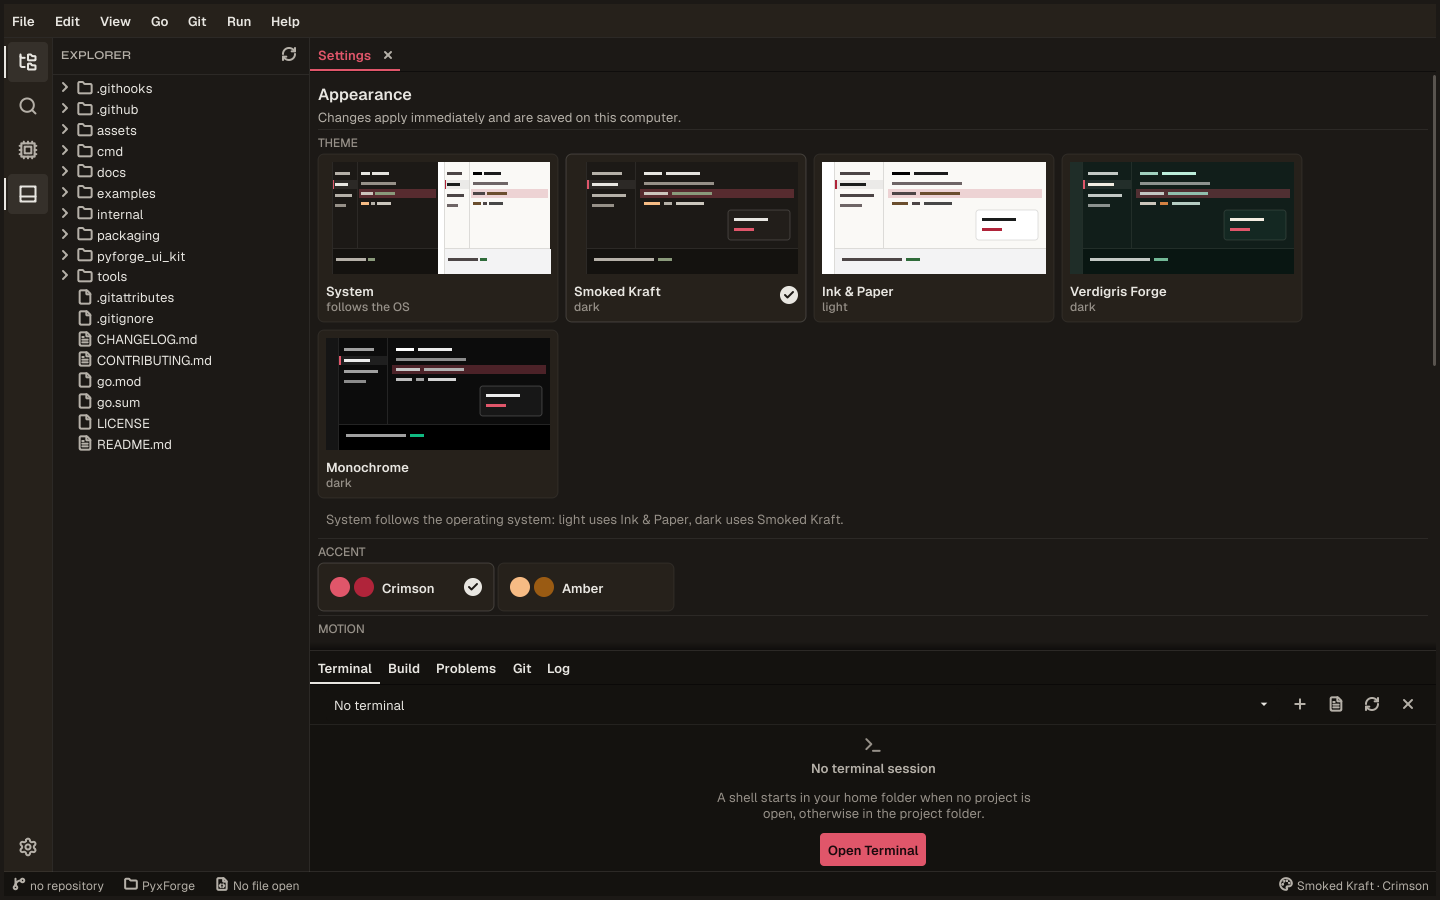 File Edit View Go Git Run Help
EXPLORER
.githooks
.github
assets
cmd
docs
examples
internal
packaging
pyforge_ui_kit
tools
.gitattributes
.gitignore
CHANGELOG.md
CONTRIBUTING.md
go.mod
go.sum
LICENSE
README.md
Settings
Appearance
Changes apply immediately and are saved on this computer.
THEME
System
follows the OS
Smoked Kraft
dark
Ink & Paper
light
Verdigris Forge
dark
Monochrome
dark
System follows the operating system: light uses Ink & Paper, dark uses Smoked Kraft.
ACCENT
Crimson
Amber
MOTION
Terminal Build Problems Git Log
No terminal
No terminal session
A shell starts in your home folder when no project is
open, otherwise in the project folder.
Open Terminal
no repository PyxForge No file open Smoked Kraft · Crimson